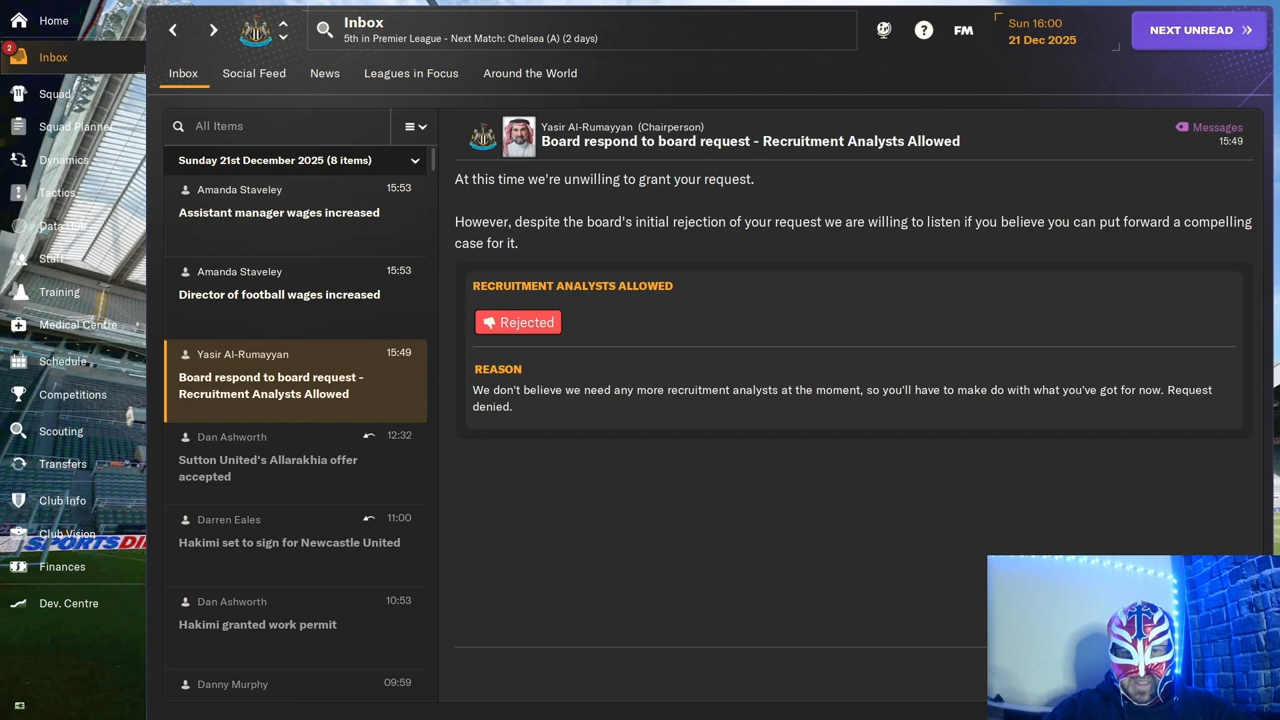 Home
2
Inbox
Squad
Squad Planner
Dynamics
Tactics
Data Hub
Staff
Training
Medical Centre
Schedule
Competitions
Scouting
Transfers
Club Info
Club Vision
SPORTS DI
Finances
Dev. Centre
Inbox
5th in Premier League - Next Match: Chelsea (A) (2 days)
?
FM
Sun 16:00
21 Dec 2025
NEXT UNREAD
Inbox
Social Feed
News
Leagues in Focus
Around the World
All Items
Sunday 21st December 2025 (8 items)
Amanda Staveley 15:53
Assistant manager wages increased
Amanda Staveley 15:53
Director of football wages increased
Yasir Al-Rumayyan 15:49
Board respond to board request -
Recruitment Analysts Allowed
Dan Ashworth 12:32
Sutton United's Allarakhia offer
accepted
Darren Eales 11:00
Hakimi set to sign for Newcastle United
Dan Ashworth 10:53
Hakimi granted work permit
Danny Murphy 09:59
Yasir Al-Rumayyan (Chairperson)
Board respond to board request - Recruitment Analysts Allowed
Messages
15:49
At this time we're unwilling to grant your request.
However, despite the board's initial rejection of your request we are willing to listen if you believe you can put forward a compelling
case for it.
RECRUITMENT ANALYSTS ALLOWED
Rejected
REASON
We don't believe we need any more recruitment analysts at the moment, so you'll have to make do with what you've got for now. Request
denied.